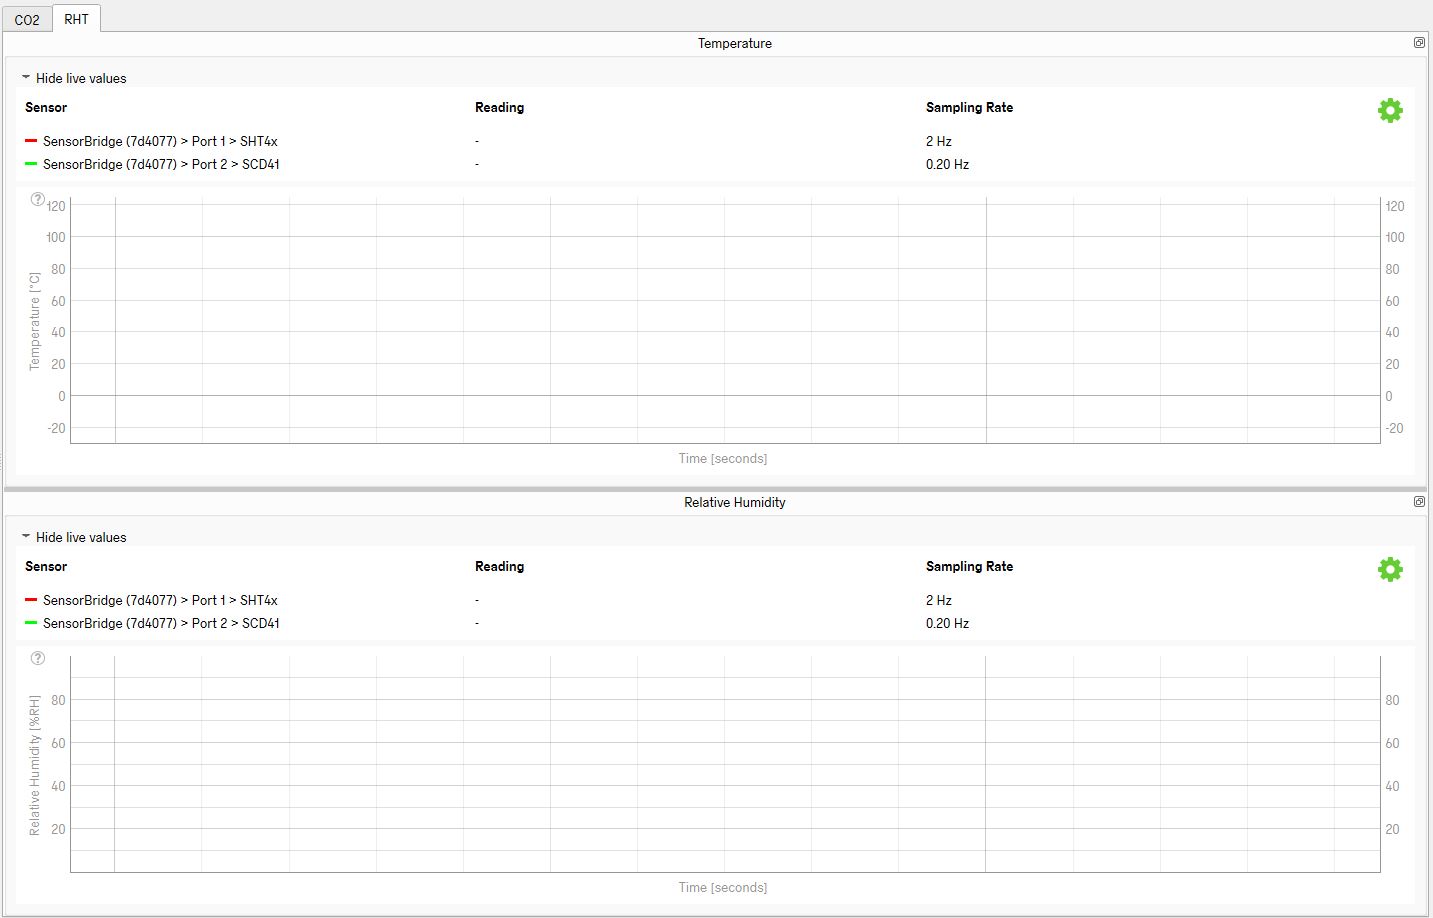 CO2 RHT
Temperature
Hide live values
Sensor Reading Sampling Rate
SensorBridge (7d4077) > Port 1 > SHT4x - 2 Hz
SensorBridge (7d4077) > Port 2 > SCD41 - 0.20 Hz
?
120 120
100 100
80 80
60 60
40 40
20 20
0 0
-20 -20
Temperature [°C]
Time [seconds]
Relative Humidity
Hide live values
Sensor Reading Sampling Rate
SensorBridge (7d4077) > Port 1 > SHT4x - 2 Hz
SensorBridge (7d4077) > Port 2 > SCD41 - 0.20 Hz
?
80 80
60 60
40 40
20 20
Relative Humidity [%RH]
Time [seconds]